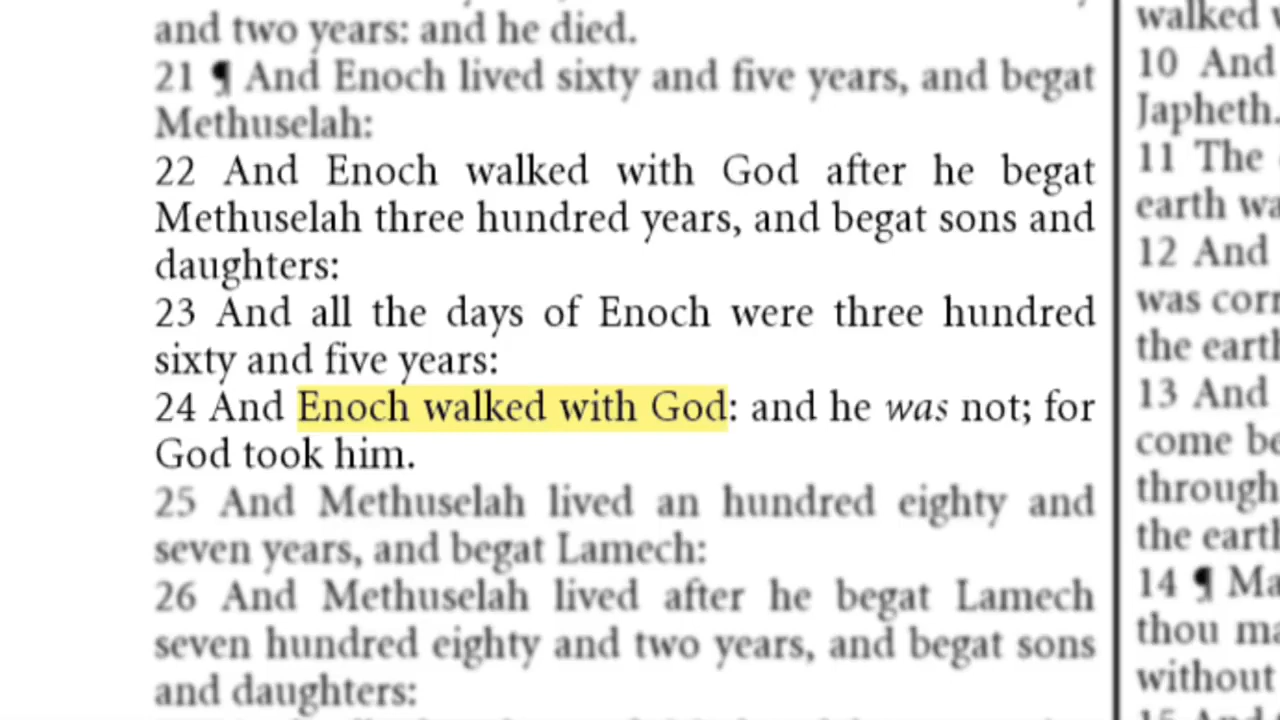 and two years: and he died.
21 ¶ And Enoch lived sixty and five years, and begat
Methuselah:
22 And Enoch walked with God after he begat
Methuselah three hundred years, and begat sons and
daughters:
23 And all the days of Enoch were three hundred
sixty and five years:
24 And Enoch walked with God: and he was not; for
God took him.
25 And Methuselah lived an hundred eighty and
seven years, and begat Lamech:
26 And Methuselah lived after he begat Lamech
seven hundred eighty and two years, and begat sons
and daughters:
walked
10 And
Japheth.
11 The
earth
12 And
was
the earth
13 And
come
through
the earth
14 ¶
thou
without